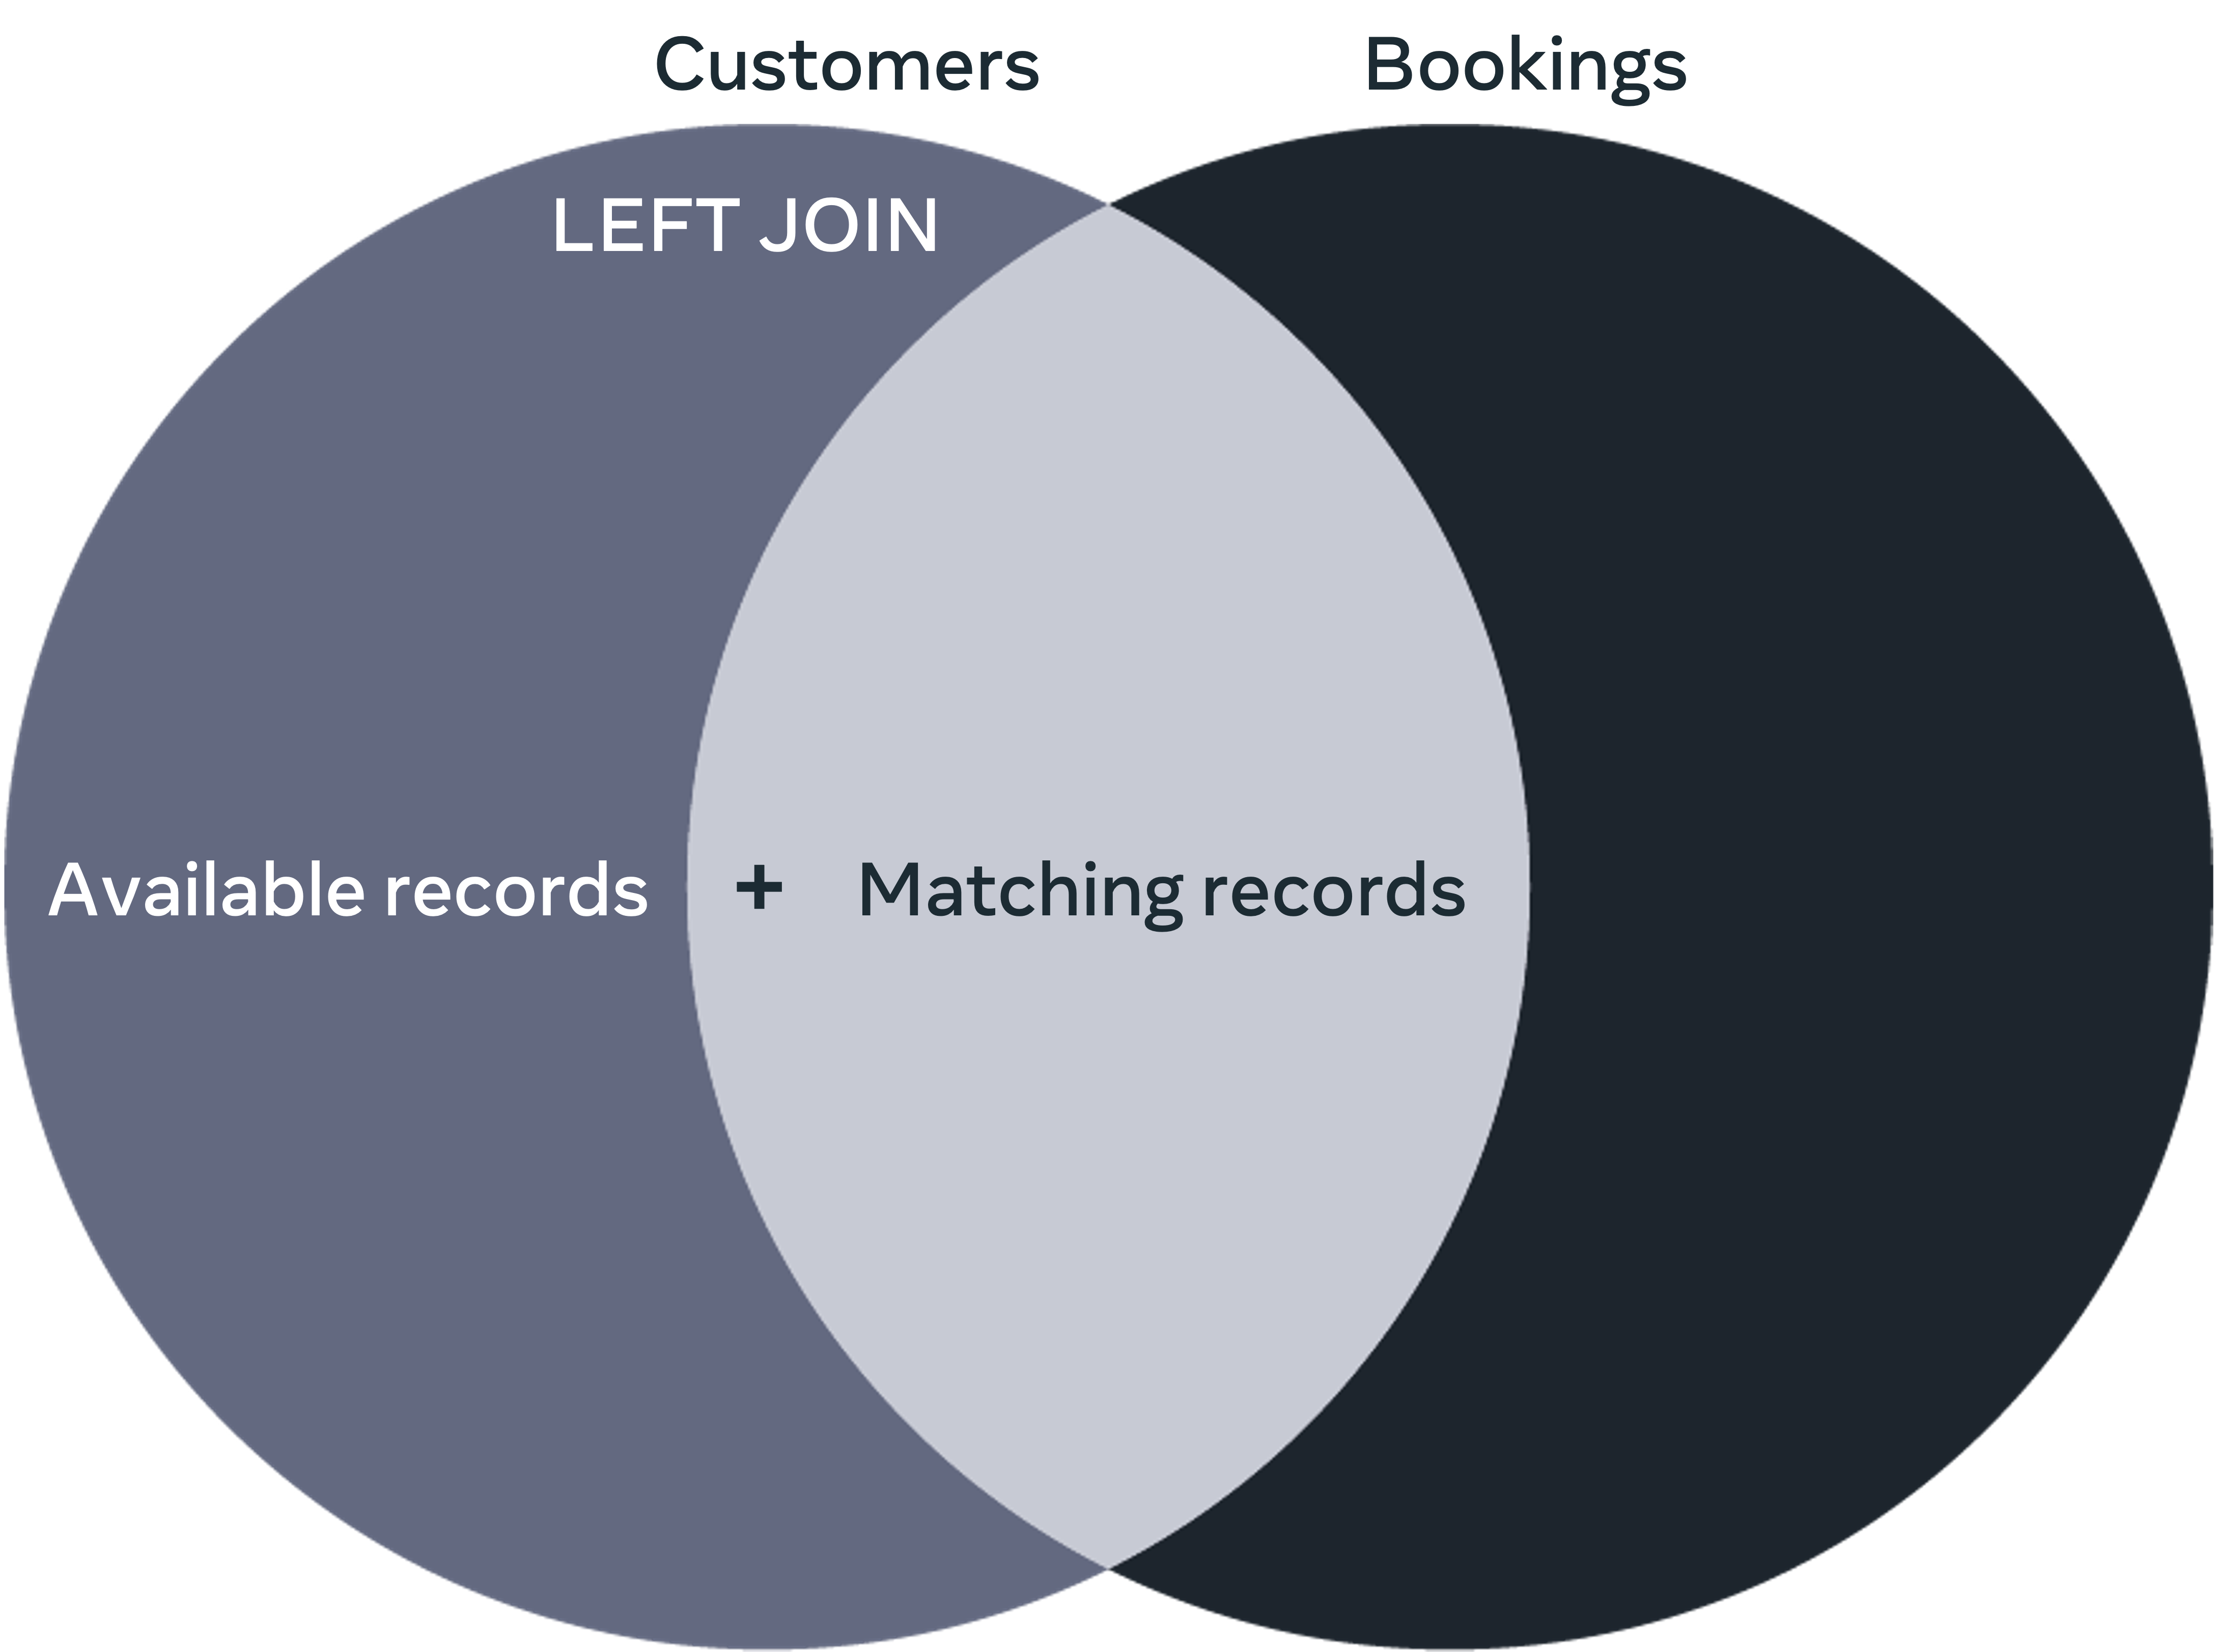 Customers Bookings
LEFT JOIN
Available records + Matching records